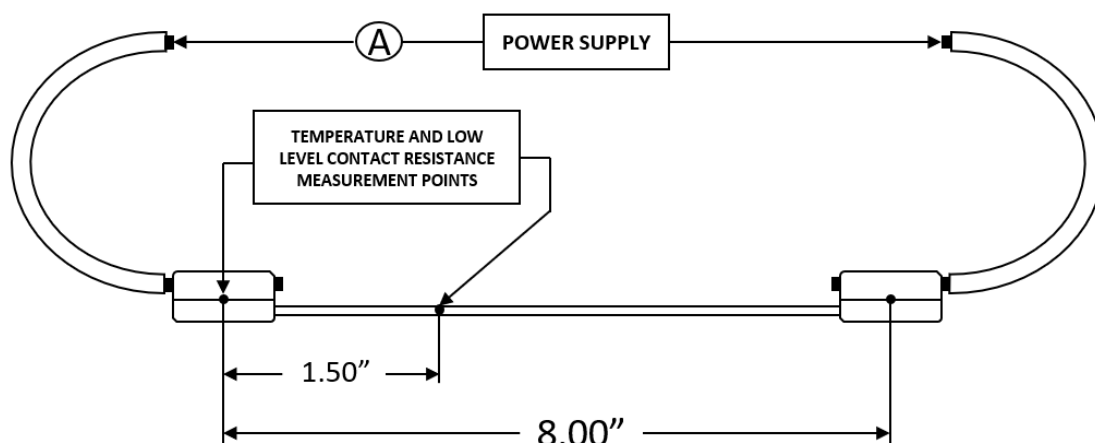 A
POWER SUPPLY
TEMPERATURE AND LOW
LEVEL CONTACT RESISTANCE
MEASUREMENT POINTS
1.50”
8.00”